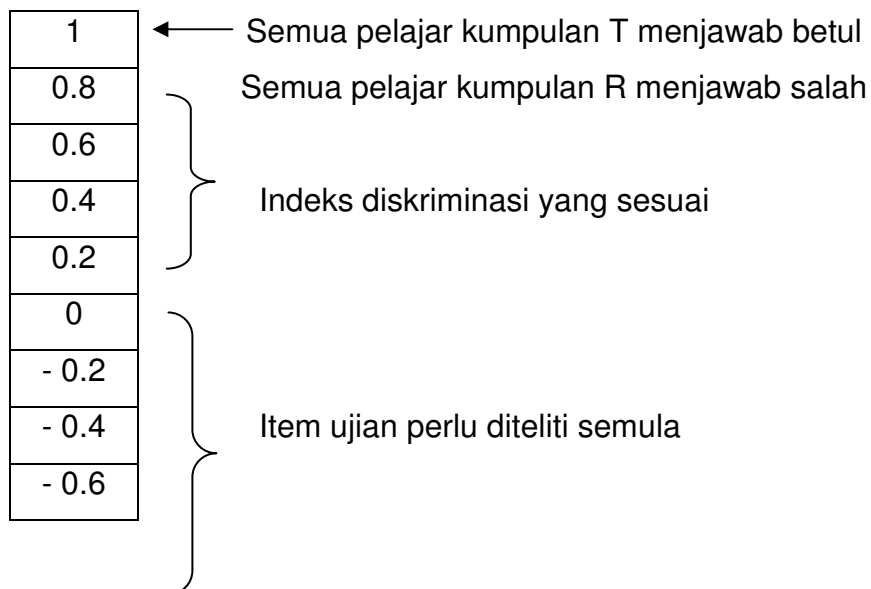 1 Semua pelajar kumpulan T menjawab betul
0.8 Semua pelajar kumpulan R menjawab salah
0.6
0.4 Indeks diskriminasi yang sesuai
0.2
0
- 0.2
- 0.4 Item ujian perlu diteliti semula
- 0.6